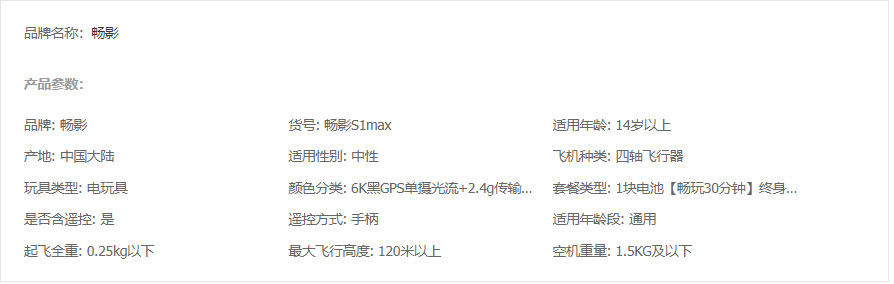 品牌名称：畅影
产品参数：
品牌: 畅影 货号: 畅影S1max 适用年龄: 14岁以上
产地: 中国大陆 适用性别: 中性 飞机种类: 四轴飞行器
玩具类型: 电玩具 颜色分类: 6K黑GPS单摄光流+2.4g传输... 套餐类型: 1块电池【畅玩30分钟】终身...
是否含遥控: 是 遥控方式: 手柄 适用年龄段: 通用
起飞全重: 0.25kg以下 最大飞行高度: 120米以上 空机重量: 1.5KG及以下